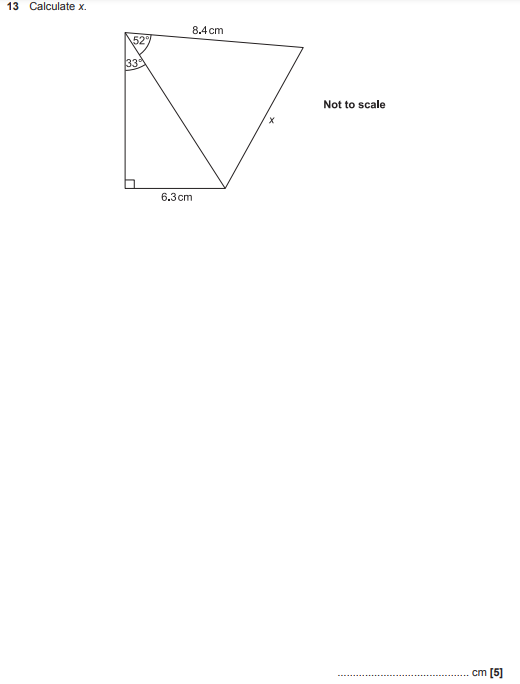 13 Calculate x.
8.4 cm
52°
33°
Not to scale
x
6.3 cm
.......................................... cm [5]